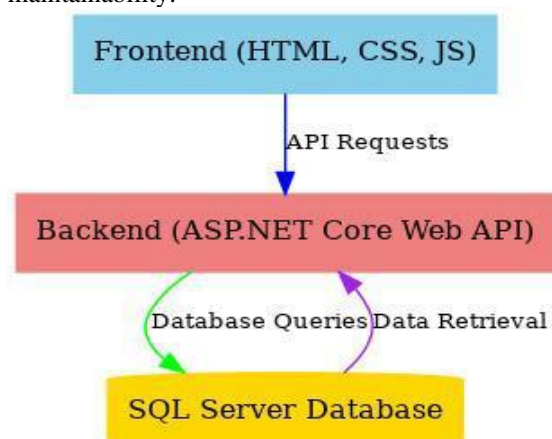 maintainability.
Frontend (HTML, CSS, JS)
API Requests
Backend (ASP.NET Core Web API)
Database Queries
Data Retrieval
SQL Server Database